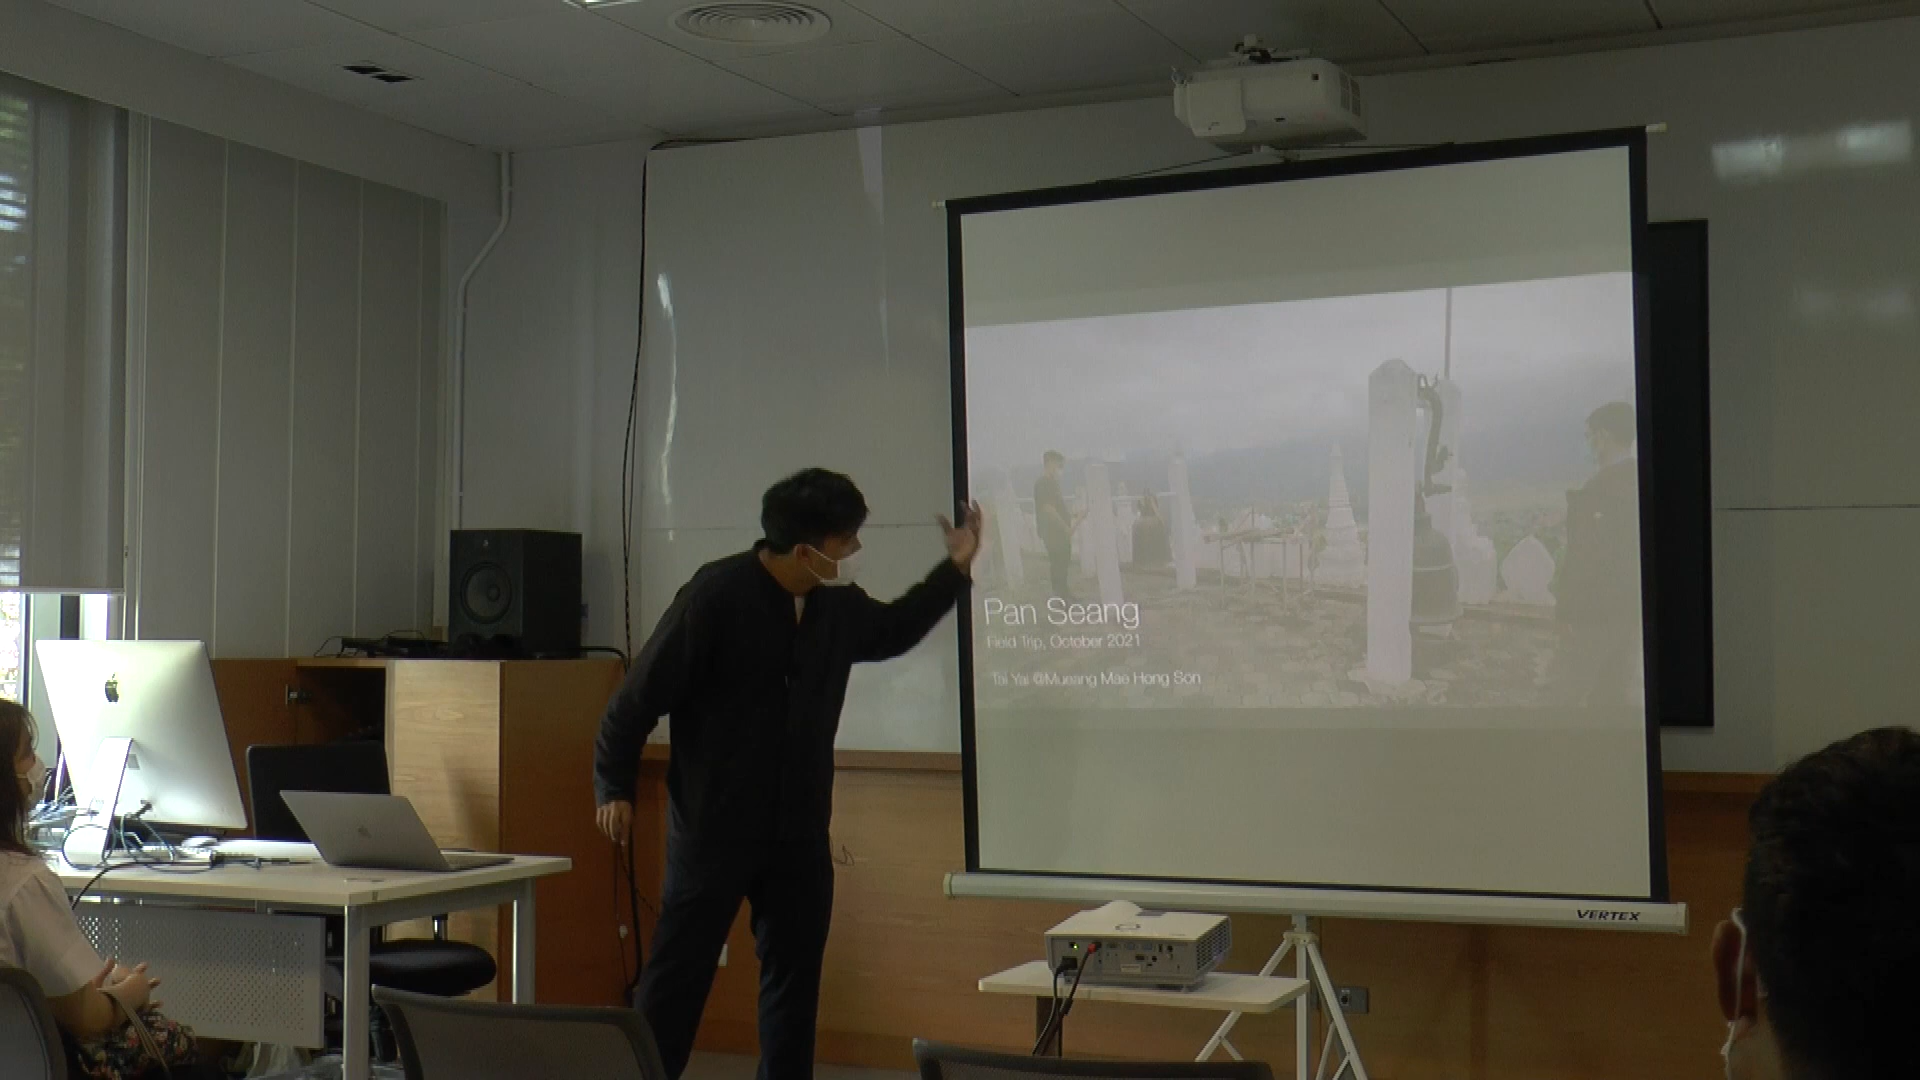 Pan Seang
Field Trip, October 2021
Tai Yai @Mueang Mae Hong Son
VERTEX